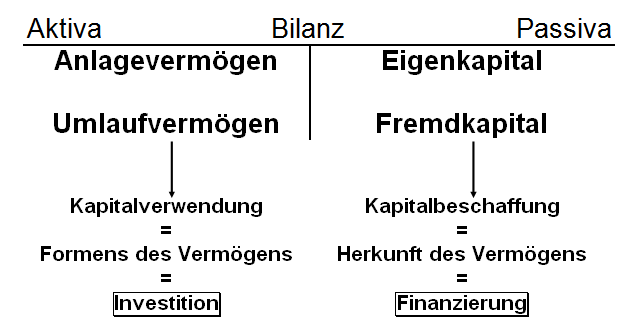 Aktiva Bilanz Passiva
Anlagevermögen Eigenkapital
Umlaufvermögen Fremdkapital
Kapitalverwendung Kapitalbeschaffung
= =
Formens des Vermögens Herkunft des Vermögens
= =
Investition Finanzierung